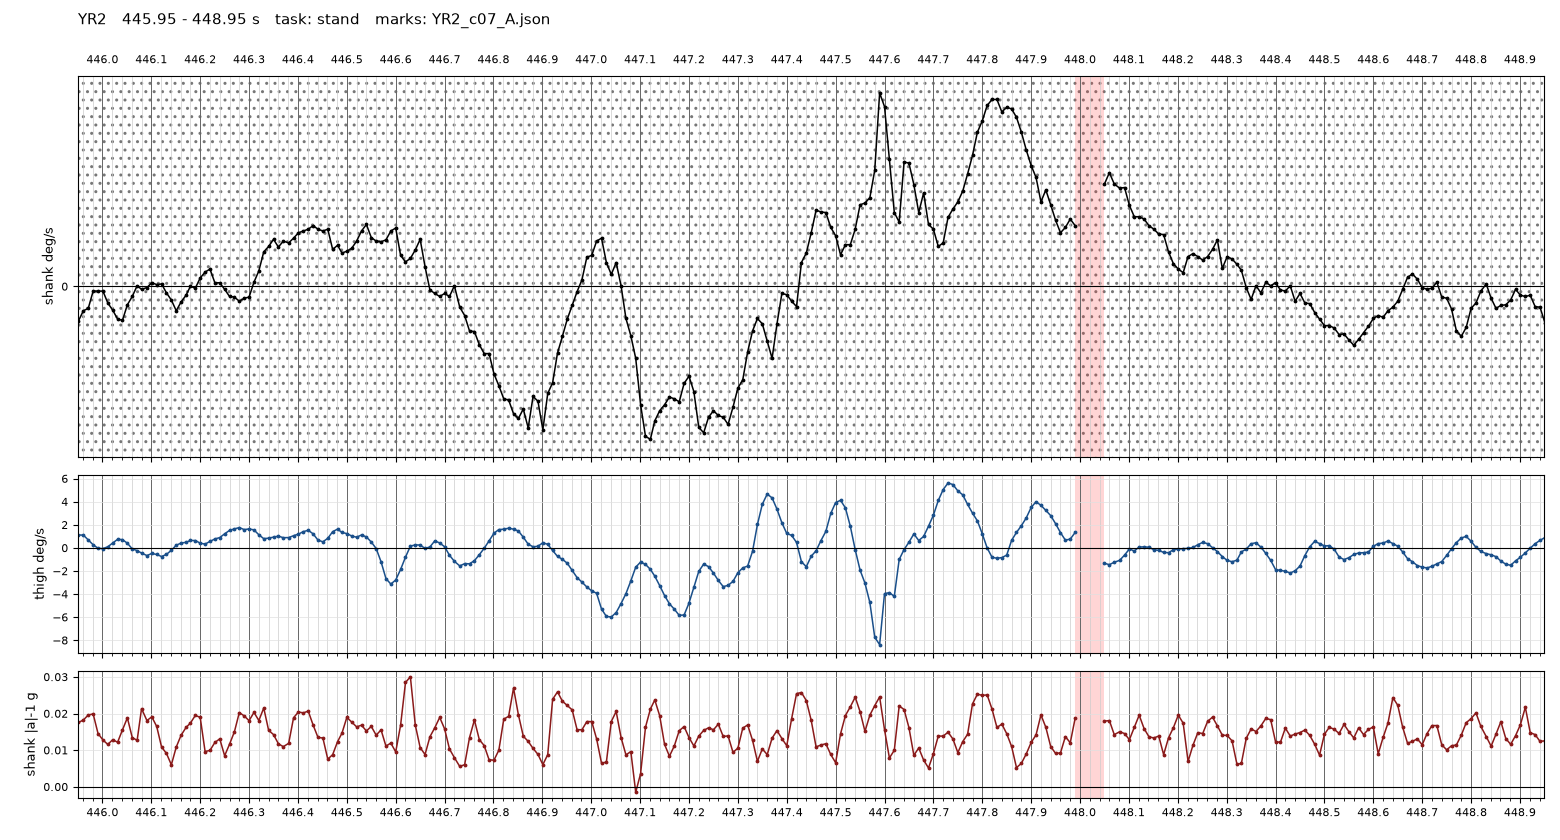 YR2   445.95 - 448.95 s   task: stand   marks: YR2_c07_A.json
446.0 446.1 446.2 446.3 446.4 446.5 446.6 446.7 446.8 446.9 447.0 447.1 447.2 447.3 447.4 447.5 447.6 447.7 447.8 447.9 448.0 448.1 448.2 448.3 448.4 448.5 448.6 448.7 448.8 448.9
shank deg/s
0
thigh deg/s
6
4
2
0
−2
−4
−6
−8
shank |a|-1 g
0.03
0.02
0.01
0.00
446.0 446.1 446.2 446.3 446.4 446.5 446.6 446.7 446.8 446.9 447.0 447.1 447.2 447.3 447.4 447.5 447.6 447.7 447.8 447.9 448.0 448.1 448.2 448.3 448.4 448.5 448.6 448.7 448.8 448.9